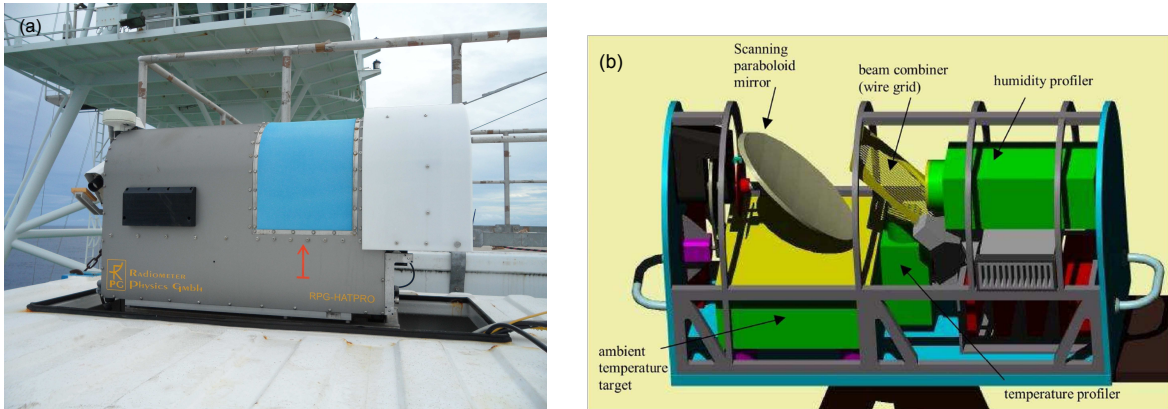 (a)
RPG
RADIOMETER
PHYSICS GMBH
RPG-HATPRO
(b)
Scanning
paraboloid
mirror
beam combiner
(wire grid)
humidity profiler
ambient
temperature
target
temperature profiler